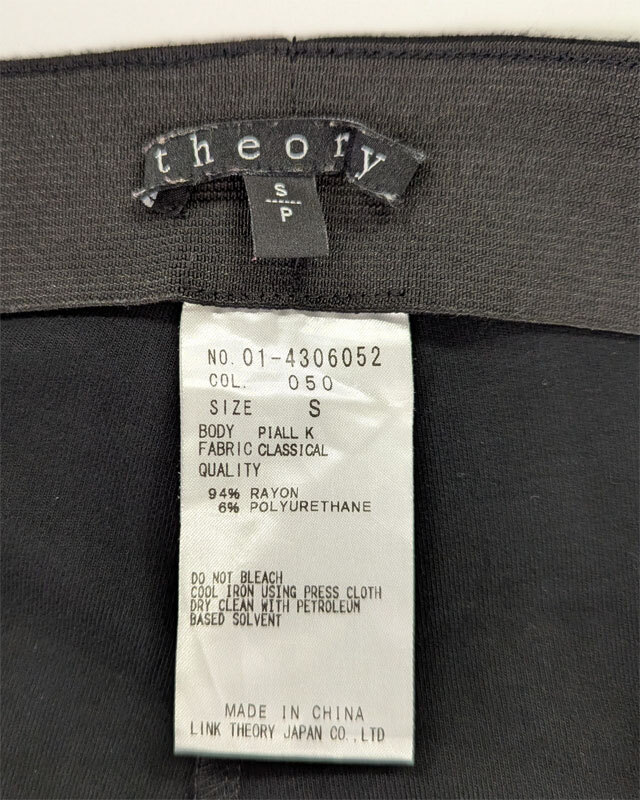 theory
S
P
NO. 01-4306052
COL. 050
SIZE S
BODY PIALL K
FABRIC CLASSICAL
QUALITY
94% RAYON
6% POLYURETHANE
DO NOT BLEACH
COOL IRON USING PRESS CLOTH
DRY CLEAN WITH PETROLEUM
BASED SOLVENT
MADE IN CHINA
LINK THEORY JAPAN CO.,LTD